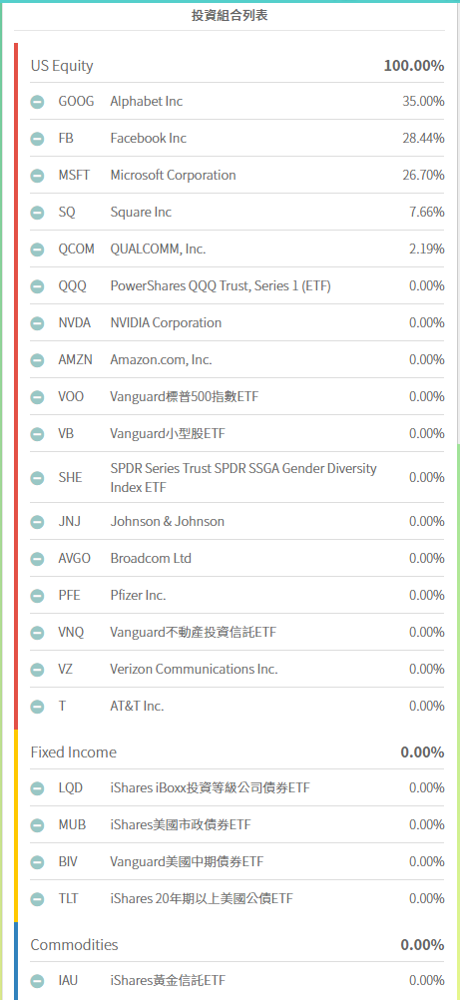 投資組合列表
US Equity 100.00%
GOOG Alphabet Inc 35.00%
FB Facebook Inc 28.44%
MSFT Microsoft Corporation 26.70%
SQ Square Inc 7.66%
QCOM QUALCOMM, Inc. 2.19%
QQQ PowerShares QQQ Trust, Series 1 (ETF) 0.00%
NVDA NVIDIA Corporation 0.00%
AMZN Amazon.com, Inc. 0.00%
VOO Vanguard標普500指數ETF 0.00%
VB Vanguard小型股ETF 0.00%
SHE SPDR Series Trust SPDR SSGA Gender Diversity
Index ETF 0.00%
JNJ Johnson & Johnson 0.00%
AVGO Broadcom Ltd 0.00%
PFE Pfizer Inc. 0.00%
VNQ Vanguard不動產投資信託ETF 0.00%
VZ Verizon Communications Inc. 0.00%
T AT&T Inc. 0.00%
Fixed Income 0.00%
LQD iShares iBoxx投資等級公司債券ETF 0.00%
MUB iShares美國市政債券ETF 0.00%
BIV Vanguard美國中期債券ETF 0.00%
TLT iShares 20年期以上美國公債ETF 0.00%
Commodities 0.00%
IAU iShares黃金信託ETF 0.00%